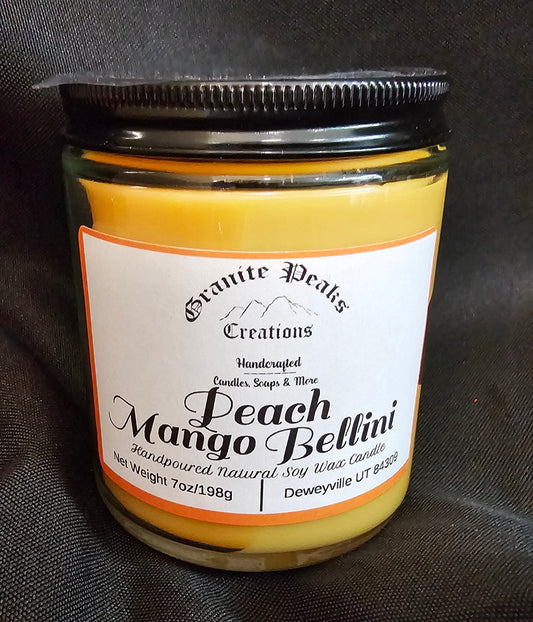 Granite Peaks
Creations
Handcrafted
Candles, Soaps & More
Peach
Mango Bellini
Handpoured Natural Soy Wax Candle
Net Weight 7oz/198g
Deweyville UT 84309